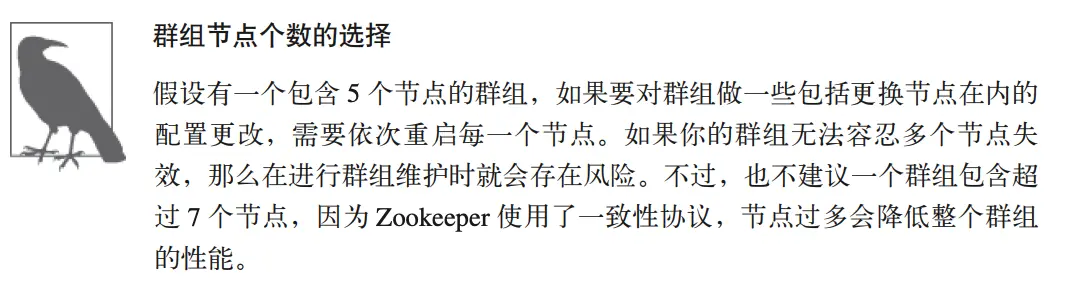 群组节点个数的选择
假设有一个包含 5 个节点的群组，如果要对群组做一些包括更换节点在内的
配置更改，需要依次重启每一个节点。如果你的群组无法容忍多个节点失
效，那么在进行群组维护时就会存在风险。不过，也不建议一个群组包含超
过 7 个节点，因为 Zookeeper 使用了一致性协议，节点过多会降低整个群组
的性能。